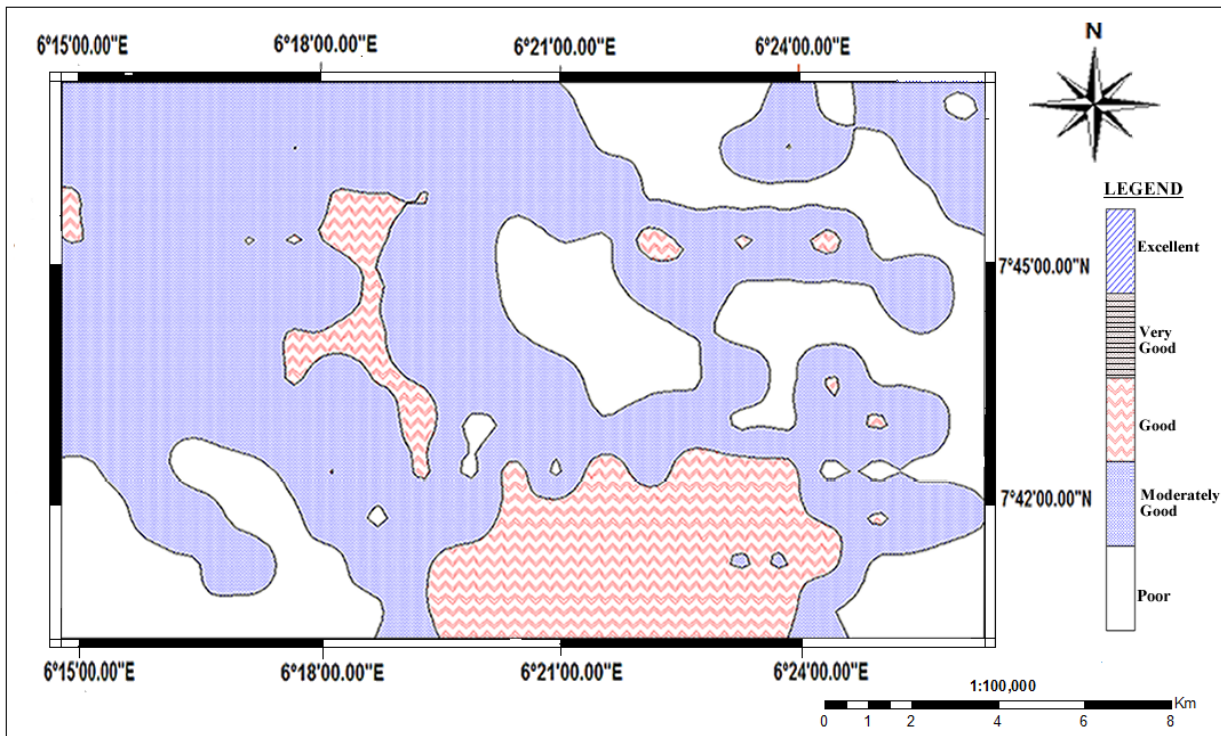 6°15'00.00"E 6°18'00.00"E 6°21'00.00"E 6°24'00.00"E
N
LEGEND
Excellent
7°45'00.00"N
Very
Good
Good
7°42'00.00"N
Moderately
Good
Poor
6°15'00.00"E 6°18'00.00"E 6°21'00.00"E 6°24'00.00"E
1:100,000
Km
0 1 2 4 6 8